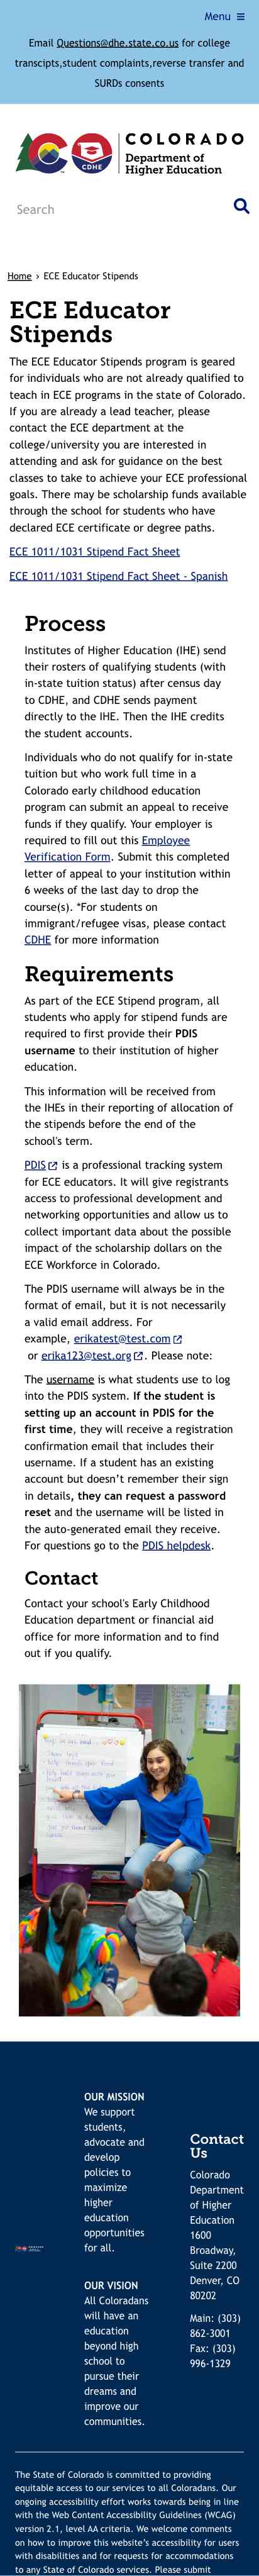 Menu ≡
Email Questions@dhe.state.co.us for college
transcipts,student complaints,reverse transfer and
SURDs consents
CO
CDHE
COLORADO
Department of
Higher Education
Search
Home › ECE Educator Stipends
ECE Educator
Stipends
The ECE Educator Stipends program is geared
for individuals who are not already qualified to
teach in ECE programs in the state of Colorado.
If you are already a lead teacher, please
contact the ECE department at the
college/university you are interested in
attending and ask for guidance on the best
classes to take to achieve your ECE professional
goals. There may be scholarship funds available
through the school for students who have
declared ECE certificate or degree paths.
ECE 1011/1031 Stipend Fact Sheet
ECE 1011/1031 Stipend Fact Sheet - Spanish
Process
Institutes of Higher Education (IHE) send
their rosters of qualifying students (with
in-state tuition status) after census day
to CDHE, and CDHE sends payment
directly to the IHE. Then the IHE credits
the student accounts.
Individuals who do not qualify for in-state
tuition but who work full time in a
Colorado early childhood education
program can submit an appeal to receive
funds if they qualify. Your employer is
required to fill out this Employee
Verification Form. Submit this completed
letter of appeal to your institution within
6 weeks of the last day to drop the
course(s). *For students on
immigrant/refugee visas, please contact
CDHE for more information
Requirements
As part of the ECE Stipend program, all
students who apply for stipend funds are
required to first provide their PDIS
username to their institution of higher
education.
This information will be received from
the IHEs in their reporting of allocation of
the stipends before the end of the
school's term.
PDIS is a professional tracking system
for ECE educators. It will give registrants
access to professional development and
networking opportunities and allow us to
collect important data about the possible
impact of the scholarship dollars on the
ECE Workforce in Colorado.
The PDIS username will always be in the
format of email, but it is not necessarily
a valid email address. For
example, erikatest@test.com
or erika123@test.org. Please note:
The username is what students use to log
into the PDIS system. If the student is
setting up an account in PDIS for the
first time, they will receive a registration
confirmation email that includes their
username. If a student has an existing
account but doesn’t remember their sign
in details, they can request a password
reset and the username will be listed in
the auto-generated email they receive.
For questions go to the PDIS helpdesk.
Contact
Contact your school's Early Childhood
Education department or financial aid
office for more information and to find
out if you qualify.
OUR MISSION
We support
students,
advocate and
develop
policies to
maximize
higher
education
opportunities
for all.
OUR VISION
All Coloradans
will have an
education
beyond high
school to
pursue their
dreams and
improve our
communities.
Contact
Us
Colorado
Department
of Higher
Education
1600
Broadway,
Suite 2200
Denver, CO
80202
Main: (303)
862-3001
Fax: (303)
996-1329
The State of Colorado is committed to providing
equitable access to our services to all Coloradans. Our
ongoing accessibility effort works towards being in line
with the Web Content Accessibility Guidelines (WCAG)
version 2.1, level AA criteria. We welcome comments
on how to improve this website’s accessibility for users
with disabilities and for requests for accommodations
to any State of Colorado services. Please submit